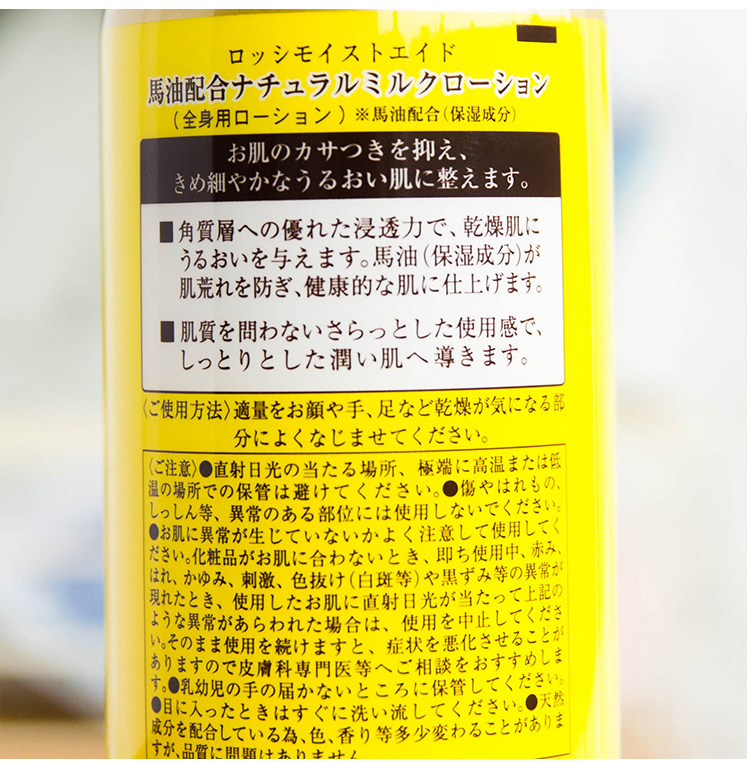 ロッシモイストエイド
馬油配合ナチュラルミルクローション
(全身用ローション) ※馬油配合(保湿成分)
お肌のカサつきを抑え、
きめ細やかなうるおい肌に整えます。
■角質層への優れた浸透力で、乾燥肌に
うるおいを与えます。馬油(保湿成分)が
肌荒れを防ぎ、健康的な肌に仕上げます。
■肌質を問わないさらっとした使用感で、
しっとりとした潤い肌へ導きます。
〈ご使用方法〉適量をお顔や手、足など乾燥が気になる部
分によくなじませてください。
〈ご注意〉●直射日光の当たる場所、極端に高温または低
温の場所での保管は避けてください。●傷やはれもの、
しっしん等、異常のある部位には使用しないでください。
●お肌に異常が生じていないかよく注意して使用してく
ださい。化粧品がお肌に合わないとき、即ち使用中、赤み、
はれ、かゆみ、刺激、色抜け(白斑等)や黒ずみ等の異常が
現れたとき、使用したお肌に直射日光が当たって上記の
ような異常があらわれた場合は、使用を中止してくださ
い。そのまま使用を続けますと、症状を悪化させることが
ありますので皮膚科専門医等へご相談をおすすめしま
す。●乳幼児の手の届かないところに保管してください。
●目に入ったときはすぐに洗い流してください。●天然
成分を配合している為、色、香り等多少変わることがありま
すが、品質に問題はありません